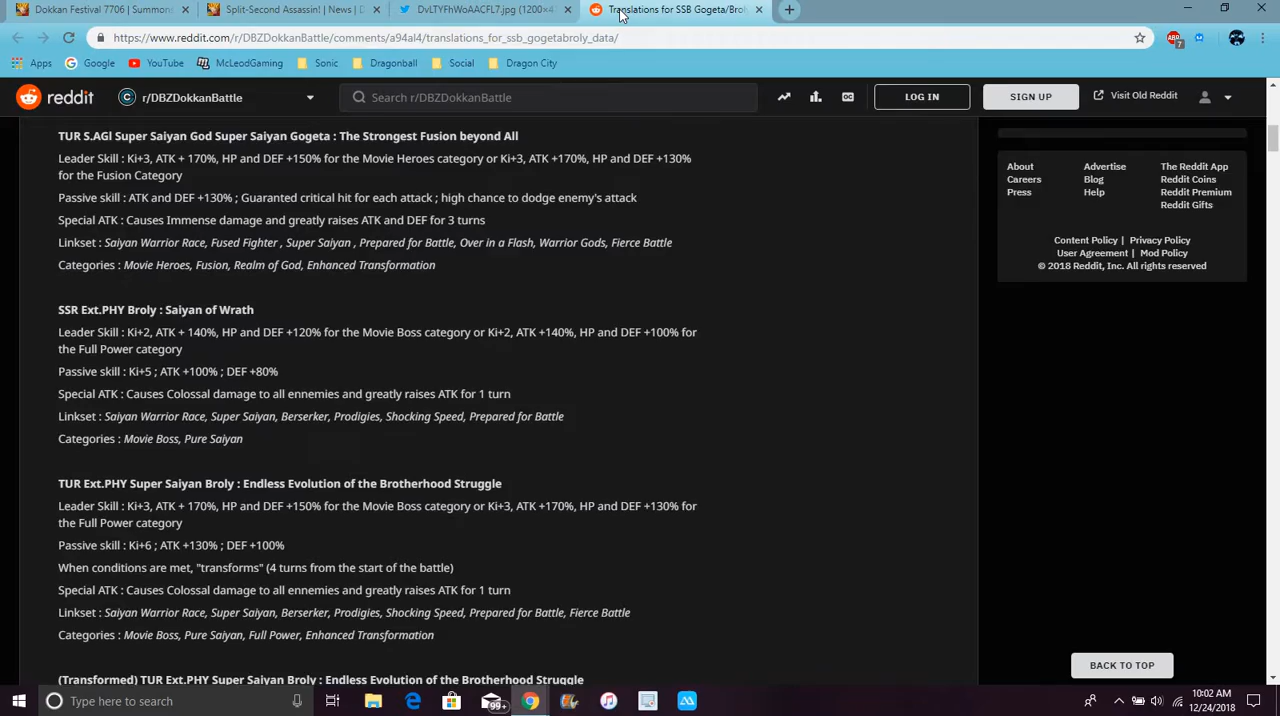 Dokkan Festival 7706 | Summon
Split-Second Assassin! | News | D
DvLTYFhWoAACFL7.jpg (1200×4
Translations for SSB Gogeta/Broly
https://www.reddit.com/r/DBZDokkanBattle/comments/a94al4/translations_for_ssb_gogetabroly_data/
ABP
7
Apps
Google
YouTube
McLeodGaming
Sonic
Dragonball
Social
Dragon City
reddit
r/DBZDokkanBattle
Search r/DBZDokkanBattle
LOG IN
SIGN UP
Visit Old Reddit
TUR S.AGl Super Saiyan God Super Saiyan Gogeta : The Strongest Fusion beyond All
Leader Skill : Ki+3, ATK + 170%, HP and DEF +150% for the Movie Heroes category or Ki+3, ATK +170%, HP and DEF +130%
for the Fusion Category
Passive skill : ATK and DEF +130% ; Guaranted critical hit for each attack ; high chance to dodge enemy's attack
Special ATK : Causes Immense damage and greatly raises ATK and DEF for 3 turns
Linkset : Saiyan Warrior Race, Fused Fighter , Super Saiyan , Prepared for Battle, Over in a Flash, Warrior Gods, Fierce Battle
Categories : Movie Heroes, Fusion, Realm of God, Enhanced Transformation
SSR Ext.PHY Broly : Saiyan of Wrath
Leader Skill : Ki+2, ATK + 140%, HP and DEF +120% for the Movie Boss category or Ki+2, ATK +140%, HP and DEF +100% for
the Full Power category
Passive skill : Ki+5 ; ATK +100% ; DEF +80%
Special ATK : Causes Colossal damage to all ennemies and greatly raises ATK for 1 turn
Linkset : Saiyan Warrior Race, Super Saiyan, Berserker, Prodigies, Shocking Speed, Prepared for Battle
Categories : Movie Boss, Pure Saiyan
TUR Ext.PHY Super Saiyan Broly : Endless Evolution of the Brotherhood Struggle
Leader Skill : Ki+3, ATK + 170%, HP and DEF +150% for the Movie Boss category or Ki+3, ATK +170%, HP and DEF +130% for
the Full Power category
Passive skill : Ki+6 ; ATK +130% ; DEF +100%
When conditions are met, "transforms" (4 turns from the start of the battle)
Special ATK : Causes Colossal damage to all ennemies and greatly raises ATK for 1 turn
Linkset : Saiyan Warrior Race, Super Saiyan, Berserker, Prodigies, Shocking Speed, Prepared for Battle, Fierce Battle
Categories : Movie Boss, Pure Saiyan, Full Power, Enhanced Transformation
(Transformed) TUR Ext.PHY Super Saiyan Broly : Endless Evolution of the Brotherhood Struggle
About
Careers
Press
Advertise
Blog
Help
The Reddit App
Reddit Coins
Reddit Premium
Reddit Gifts
Content Policy | Privacy Policy
User Agreement | Mod Policy
© 2018 Reddit, Inc. All rights reserved
BACK TO TOP
Type here to search
99+
10:02 AM
12/24/2018